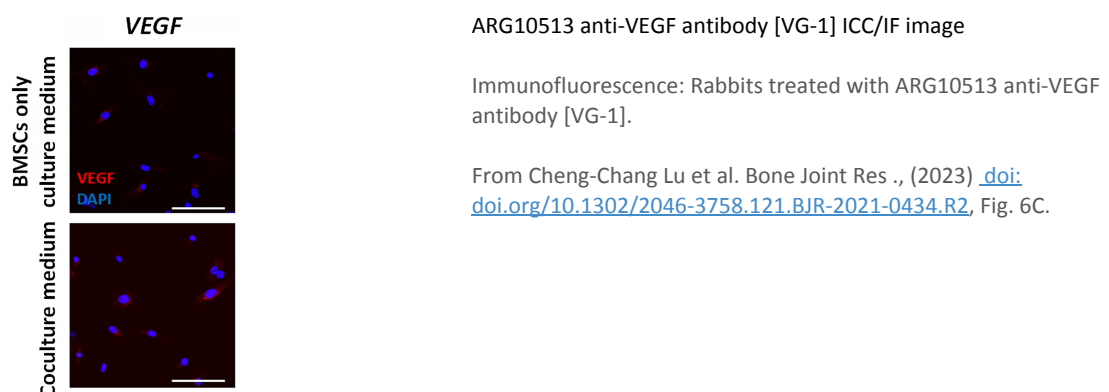 VEGF
BMSCs only
culture medium
VEGF
DAPI
Coculture medium
ARG10513 anti-VEGF antibody [VG-1] ICC/IF image
Immunofluorescence: Rabbits treated with ARG10513 anti-VEGF
antibody [VG-1].
From Cheng-Chang Lu et al. Bone Joint Res ., (2023) doi:
doi.org/10.1302/2046-3758.121.BJR-2021-0434.R2, Fig. 6C.